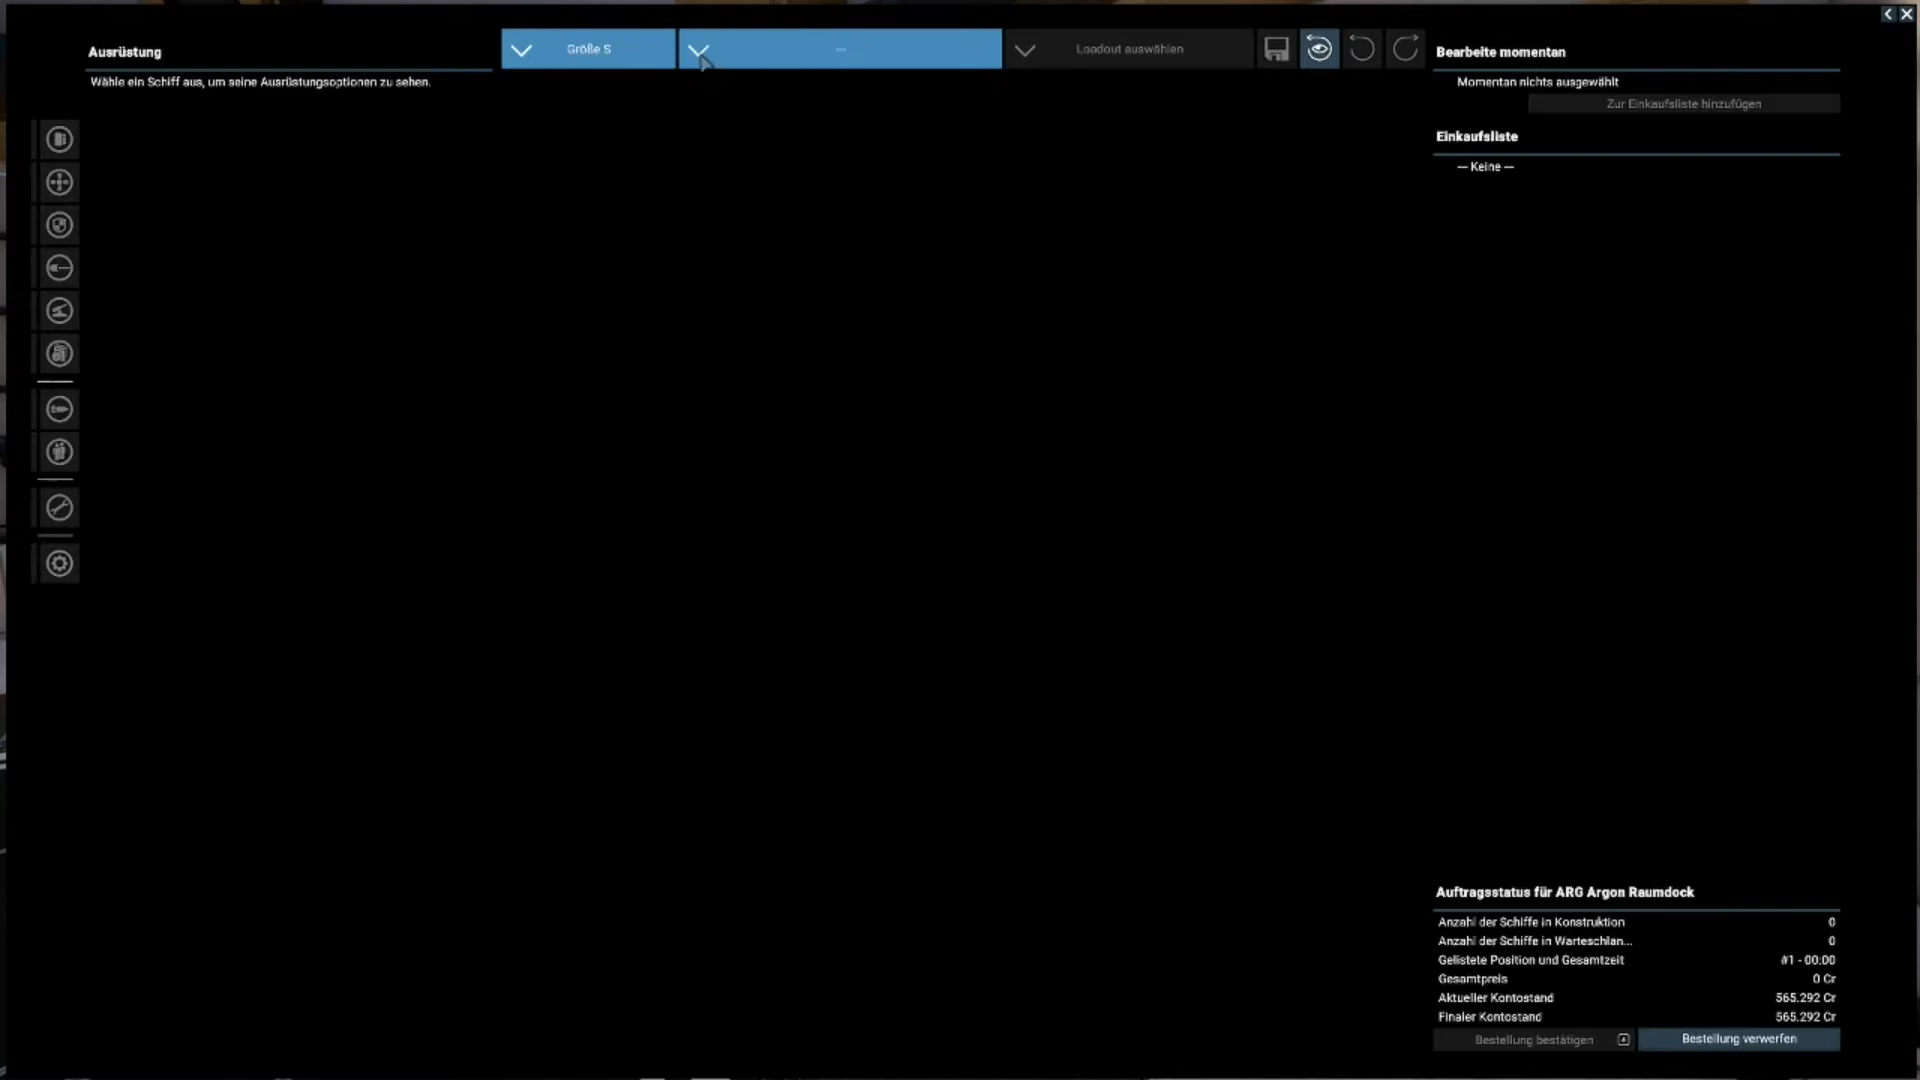 Ausrüstung
Wähle ein Schiff aus, um seine Ausrüstungsoptionen zu sehen.
Größe S
---
Loadout auswählen
Bearbeite momentan
Momentan nichts ausgewählt
Zur Einkaufsliste hinzufügen
Einkaufsliste
— Keine —
Auftragsstatus für ARG Argon Raumdock
Anzahl der Schiffe in Konstruktion 0
Anzahl der Schiffe in Warteschlan... 0
Gelistete Position und Gesamtzeit #1 - 00:00
Gesamtpreis 0 Cr
Aktueller Kontostand 565.292 Cr
Finaler Kontostand 565.292 Cr
Bestellung bestätigen
Bestellung verwerfen